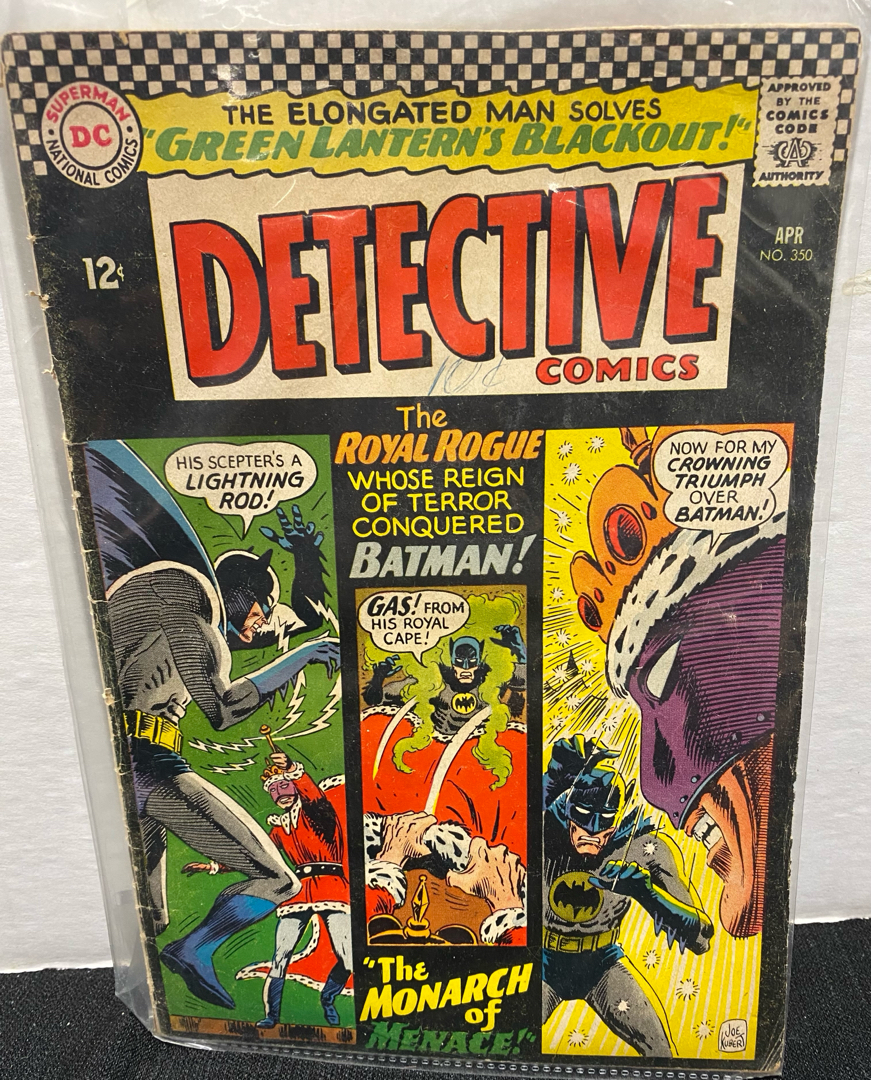 SUPERMAN
DC
NATIONAL COMICS
THE ELONGATED MAN SOLVES
"GREEN LANTERN'S BLACKOUT!"
APPROVED
BY THE
COMICS
CODE
CA
AUTHORITY
DETECTIVE
COMICS
12¢
APR
NO. 350
10¢
The
ROYAL ROGUE
WHOSE REIGN
OF TERROR
CONQUERED
BATMAN!
HIS SCEPTER'S A
LIGHTNING
ROD!
GAS! FROM
HIS ROYAL
CAPE!
NOW FOR MY
CROWNING
TRIUMPH
OVER
BATMAN!
"The
MONARCH
of
MENACE!"
JOE
KUBERT